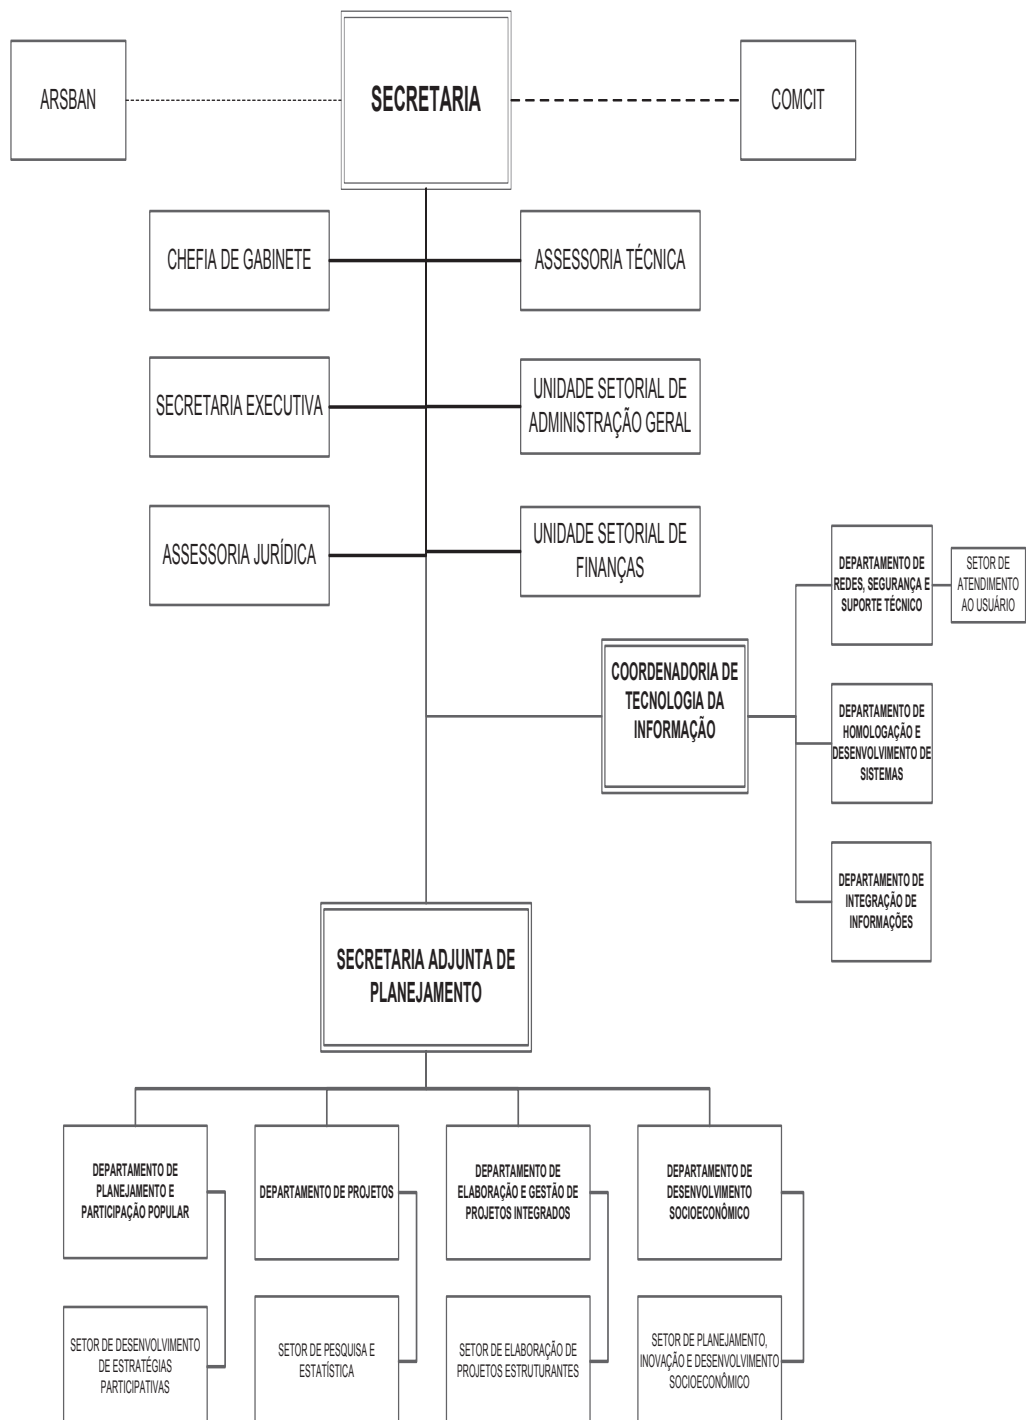 ARSBAN
SECRETARIA
COMCIT
CHEFIA DE GABINETE
ASSESSORIA TÉCNICA
SECRETARIA EXECUTIVA
UNIDADE SETORIAL DE
ADMINISTRAÇÃO GERAL
ASSESSORIA JURÍDICA
UNIDADE SETORIAL DE
FINANÇAS
DEPARTAMENTO DE
REDES, SEGURANÇA E
SUPORTE TÉCNICO
SETOR DE
ATENDIMENTO
AO USUÁRIO
COORDENADORIA DE
TECNOLOGIA DA
INFORMAÇÃO
DEPARTAMENTO DE
HOMOLOGAÇÃO E
DESENVOLVIMENTO DE
SISTEMAS
DEPARTAMENTO DE
INTEGRAÇÃO DE
INFORMAÇÕES
SECRETARIA ADJUNTA DE
PLANEJAMENTO
DEPARTAMENTO DE
PLANEJAMENTO E
PARTICIPAÇÃO POPULAR
DEPARTAMENTO DE PROJETOS
DEPARTAMENTO DE
ELABORAÇÃO E GESTÃO DE
PROJETOS INTEGRADOS
DEPARTAMENTO DE
DESENVOLVIMENTO
SOCIOECONÔMICO
SETOR DE DESENVOLVIMENTO
DE ESTRATÉGIAS
PARTICIPATIVAS
SETOR DE PESQUISA E
ESTATÍSTICA
SETOR DE ELABORAÇÃO DE
PROJETOS ESTRUTURANTES
SETOR DE PLANEJAMENTO,
INOVAÇÃO E DESENVOLVIMENTO
SOCIOECONÔMICO